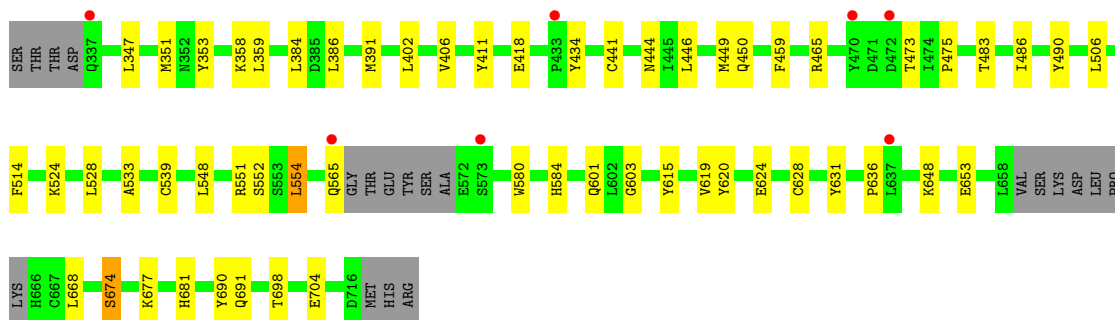 SER THR THR ASP Q337 L347 M351 N352 Y353 K358 L359 L384 D385 L386 M391 L402 V406 Y411 E418 P433 Y434 C441 N444 I445 L446 M449 Q450 F459 R465 Y470 D471 D472 T473 I474 P475 T483 I486 Y490 L506
F514 K524 L528 A533 C539 L548 R551 S552 S553 E554 Q565 GLY THR GLU TYR SER ALA E572 S573 W580 H584 Q601 L602 G603 Y615 V619 Y620 E624 C628 Y631 P636 L637 K648 E653 L658 VAL SER LYS ASP LEU PRO
LYS H666 C667 L668 S674 K677 H681 Y690 Q691 T698 E704 D716 MET HIS ARG